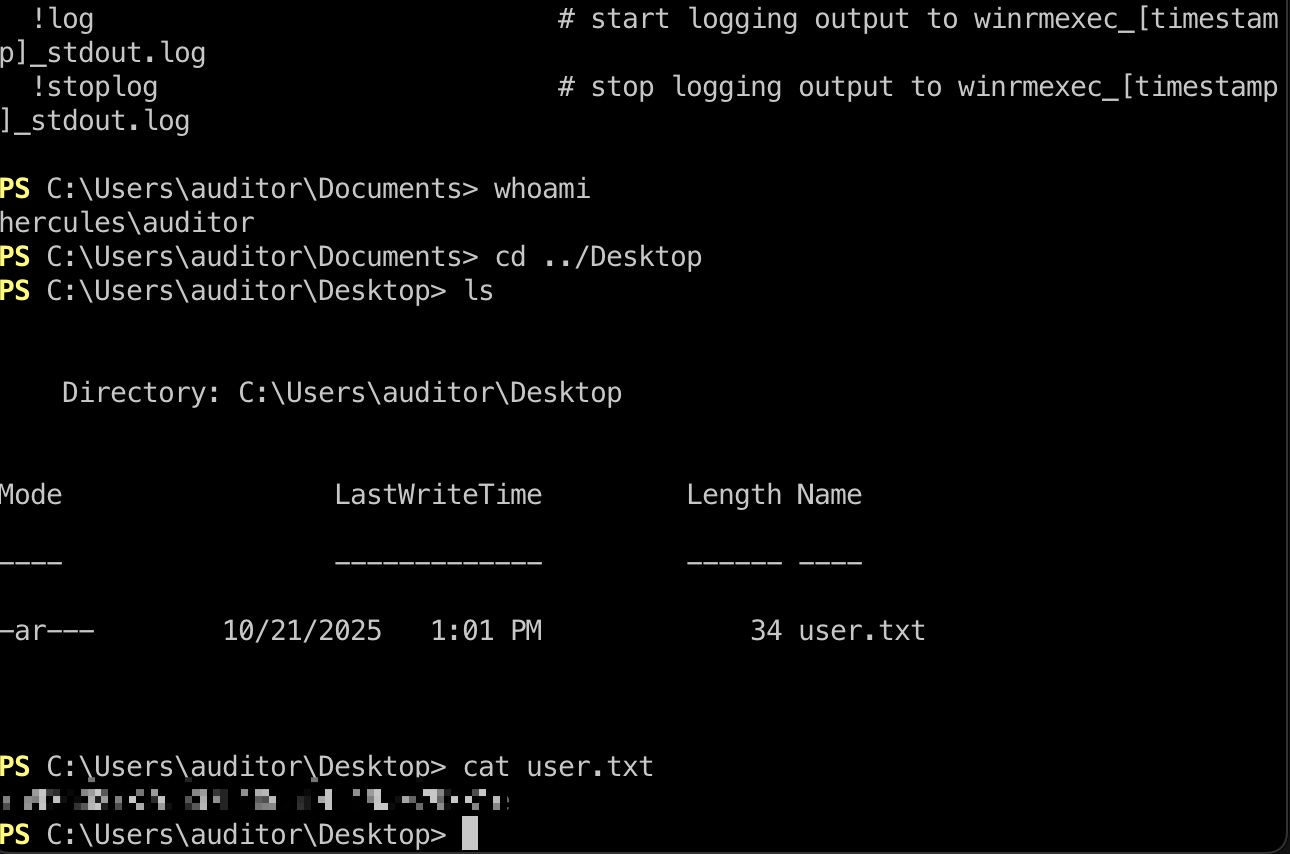 !log # start logging output to winrmexec_[timestam
p]_stdout.log
!stoplog # stop logging output to winrmexec_[timestamp
]_stdout.log
PS C:\Users\auditor\Documents> whoami
hercules\auditor
PS C:\Users\auditor\Documents> cd ../Desktop
PS C:\Users\auditor\Desktop> ls
Directory: C:\Users\auditor\Desktop
Mode LastWriteTime Length Name
---- ------------- ------ ----
-ar--- 10/21/2025 1:01 PM 34 user.txt
PS C:\Users\auditor\Desktop> cat user.txt
PS C:\Users\auditor\Desktop>